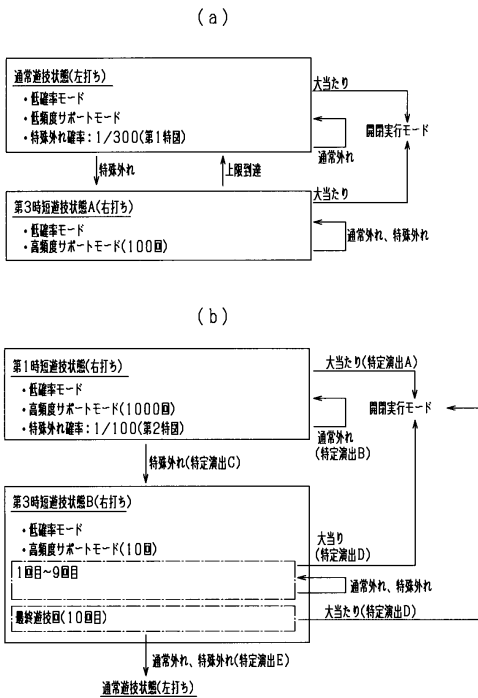 (a)
通常遊技状態(左打ち)
・低確率モード
・低頻度サポートモード
・特殊外れ確率：1/300(第1特図)
大当たり
開閉実行モード
通常外れ
特殊外れ
上限到達
第3時短遊技状態A(右打ち)
・低確率モード
・高頻度サポートモード(100回)
大当たり
通常外れ、特殊外れ
(b)
第1時短遊技状態(右打ち)
・低確率モード
・高頻度サポートモード(1000回)
・特殊外れ確率：1/100(第2特図)
大当たり(特定演出A)
開閉実行モード
通常外れ
(特定演出B)
特殊外れ(特定演出C)
第3時短遊技状態B(右打ち)
・低確率モード
・高頻度サポートモード(10回)
大当り
(特定演出D)
1回目～9回目
通常外れ、特殊外れ
最終遊技回(10回目)
大当たり(特定演出D)
通常外れ、特殊外れ(特定演出E)
通常遊技状態(左打ち)